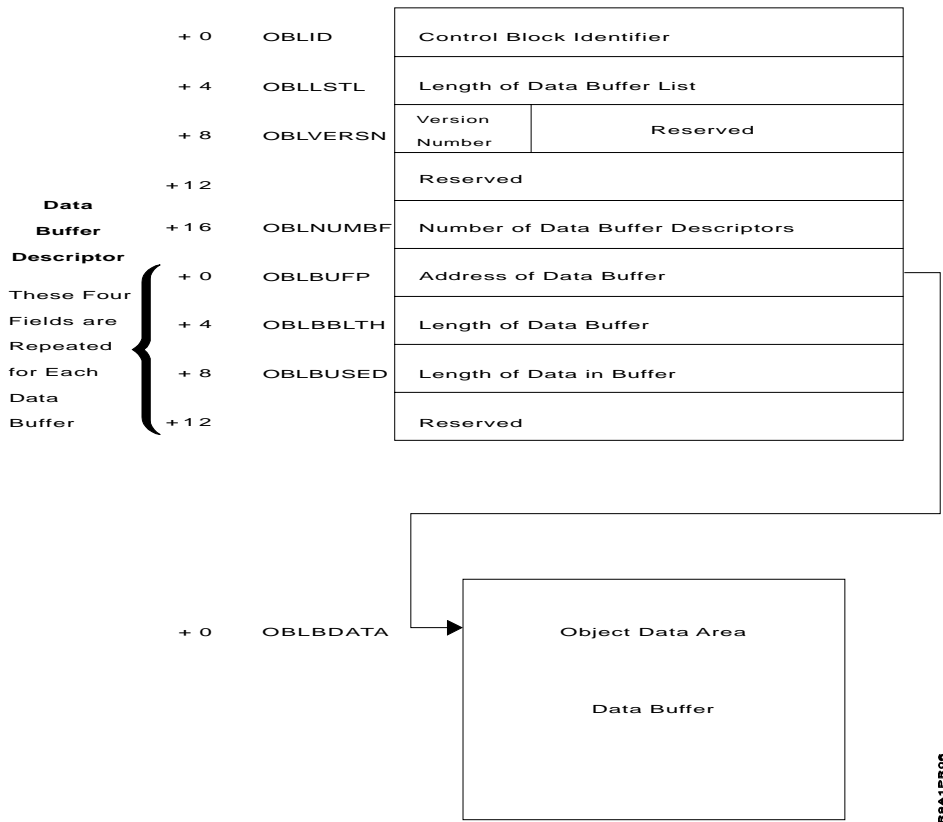 + 0 OBLID Control Block Identifier
+ 4 OBLLSTL Length of Data Buffer List
+ 8 OBLVERSN Version Number Reserved
+12 Reserved
+16 OBLNUMBF Number of Data Buffer Descriptors
Data
Buffer
Descriptor
These Four
Fields are
Repeated
for Each
Data
Buffer
+ 0 OBLBUFP Address of Data Buffer
+ 4 OBLBBLTH Length of Data Buffer
+ 8 OBLBUSED Length of Data in Buffer
+12 Reserved
+ 0 OBLBDATA Object Data Area
Data Buffer